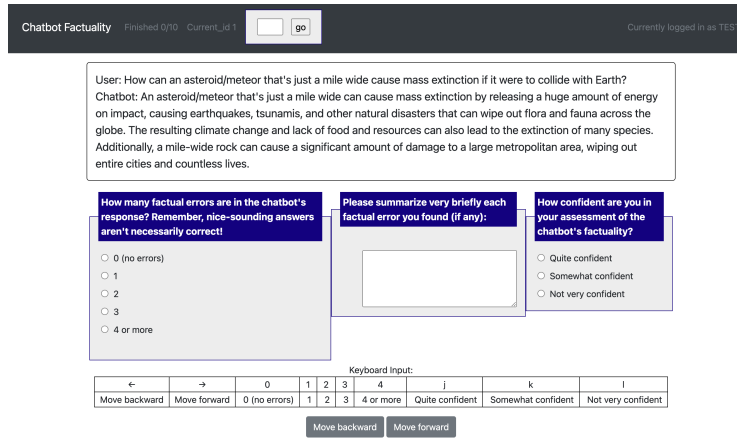 Chatbot Factuality Finished 0/10 Current_id 1 go Currently logged in as TEST
User: How can an asteroid/meteor that's just a mile wide cause mass extinction if it were to collide with Earth?
Chatbot: An asteroid/meteor that's just a mile wide can cause mass extinction by releasing a huge amount of energy
on impact, causing earthquakes, tsunamis, and other natural disasters that can wipe out flora and fauna across the
globe. The resulting climate change and lack of food and resources can also lead to the extinction of many species.
Additionally, a mile-wide rock can cause a significant amount of damage to a large metropolitan area, wiping out
entire cities and countless lives.
How many factual errors are in the chatbot's
response? Remember, nice-sounding answers
aren't necessarily correct!
0 (no errors)
1
2
3
4 or more
Please summarize very briefly each
factual error you found (if any):
How confident are you in
your assessment of the
chatbot's factuality?
Quite confident
Somewhat confident
Not very confident
Keyboard Input:
← → 0 1 2 3 4 j k l
Move backward Move forward 0 (no errors) 1 2 3 4 or more Quite confident Somewhat confident Not very confident
Move backward Move forward